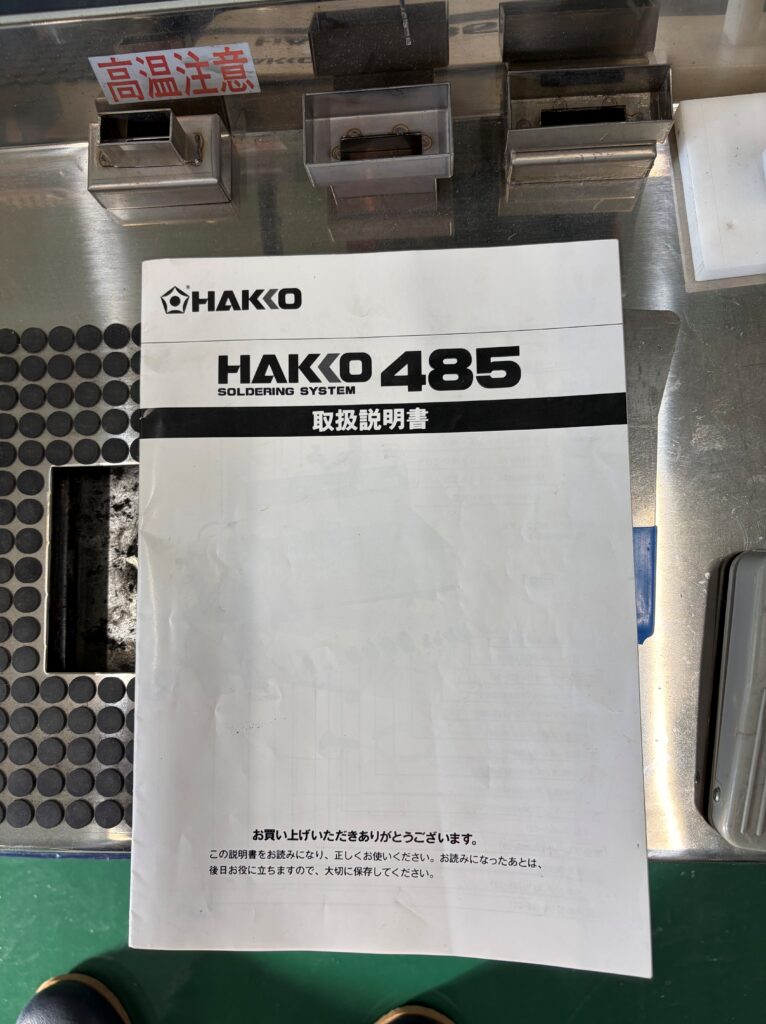 高温注意
HAKKO
HAKKO 485
SOLDERING SYSTEM
取扱説明書
お買い上げいただきありがとうございます。
この説明書をお読みになり、正しくお使いください。お読みになったあとは、
後日お役に立ちますので、大切に保存してください。